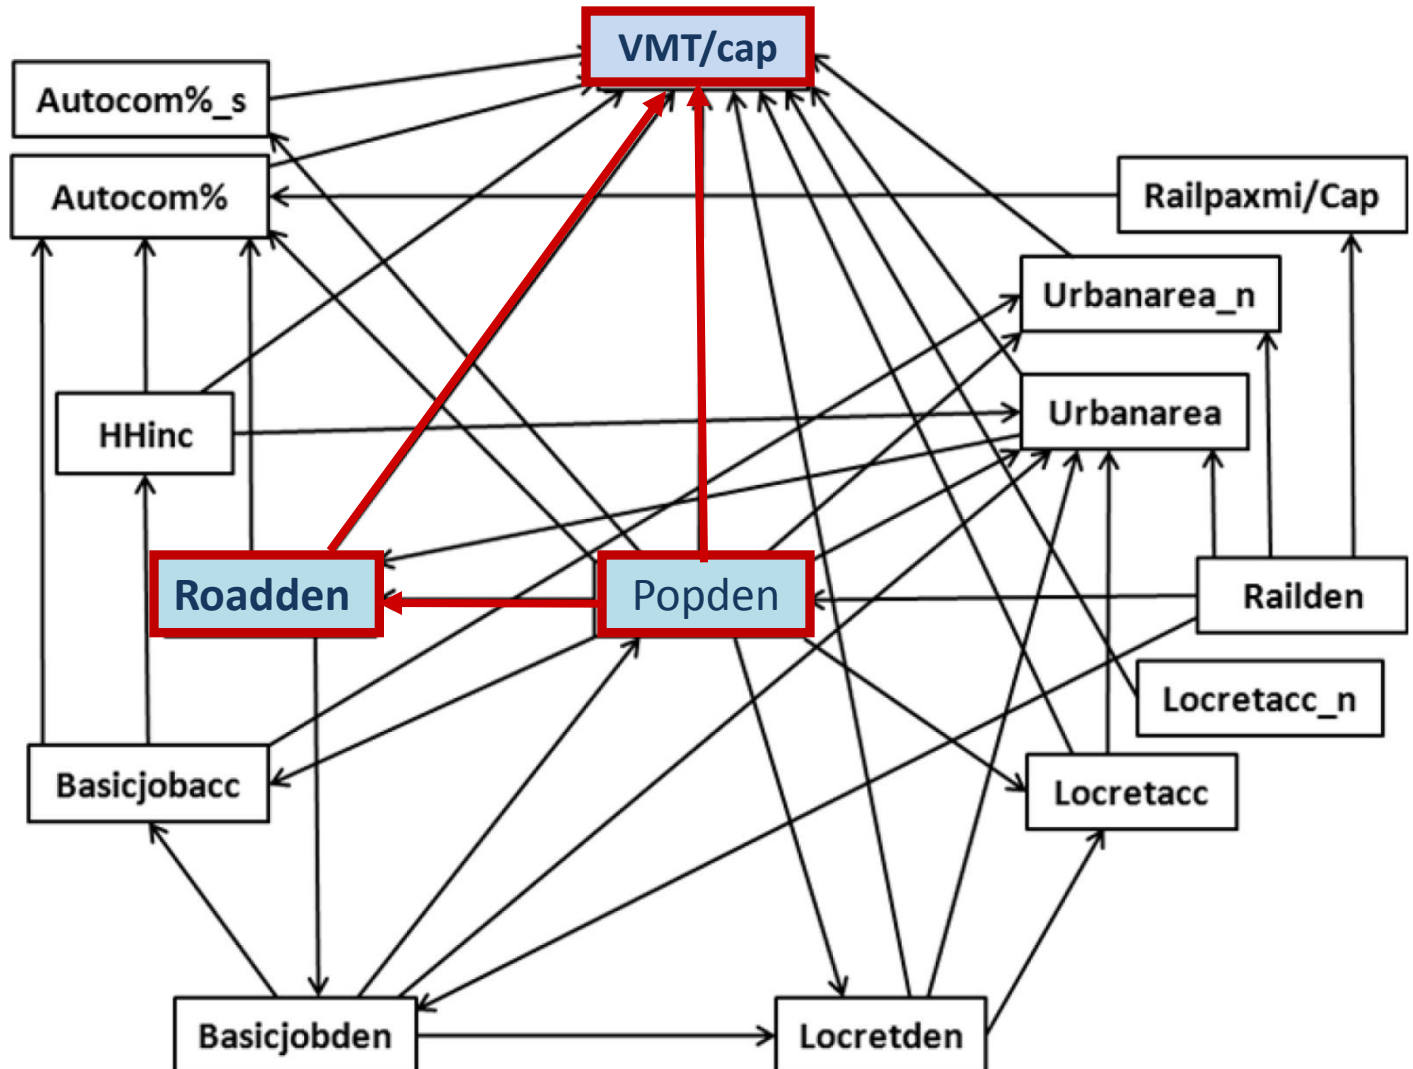 VMT/cap
Autocom%_s
Autocom%
Railpaxmi/Cap
Urbanarea_n
Urbanarea
HHinc
Roadden
Popden
Railden
Locretacc_n
Basicjobacc
Locretacc
Basicjobden
Locretden